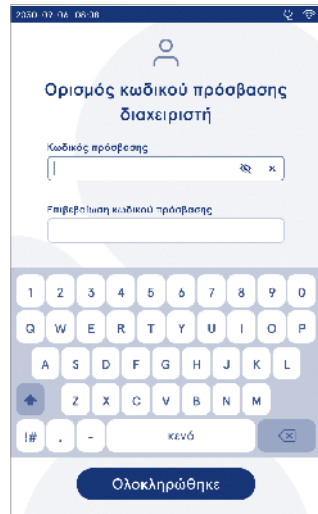 2030-02-06 08:08
Ορισμός κωδικού πρόσβασης
διαχειριστή
Κωδικός πρόσβασης
Επιβεβαίωση κωδικού πρόσβασης
1 2 3 4 5 6 7 8 9 0
Q W E R T Y U I O P
A S D F G H J K L
Z X C V B N M
!# . - κενό
Ολοκληρώθηκε